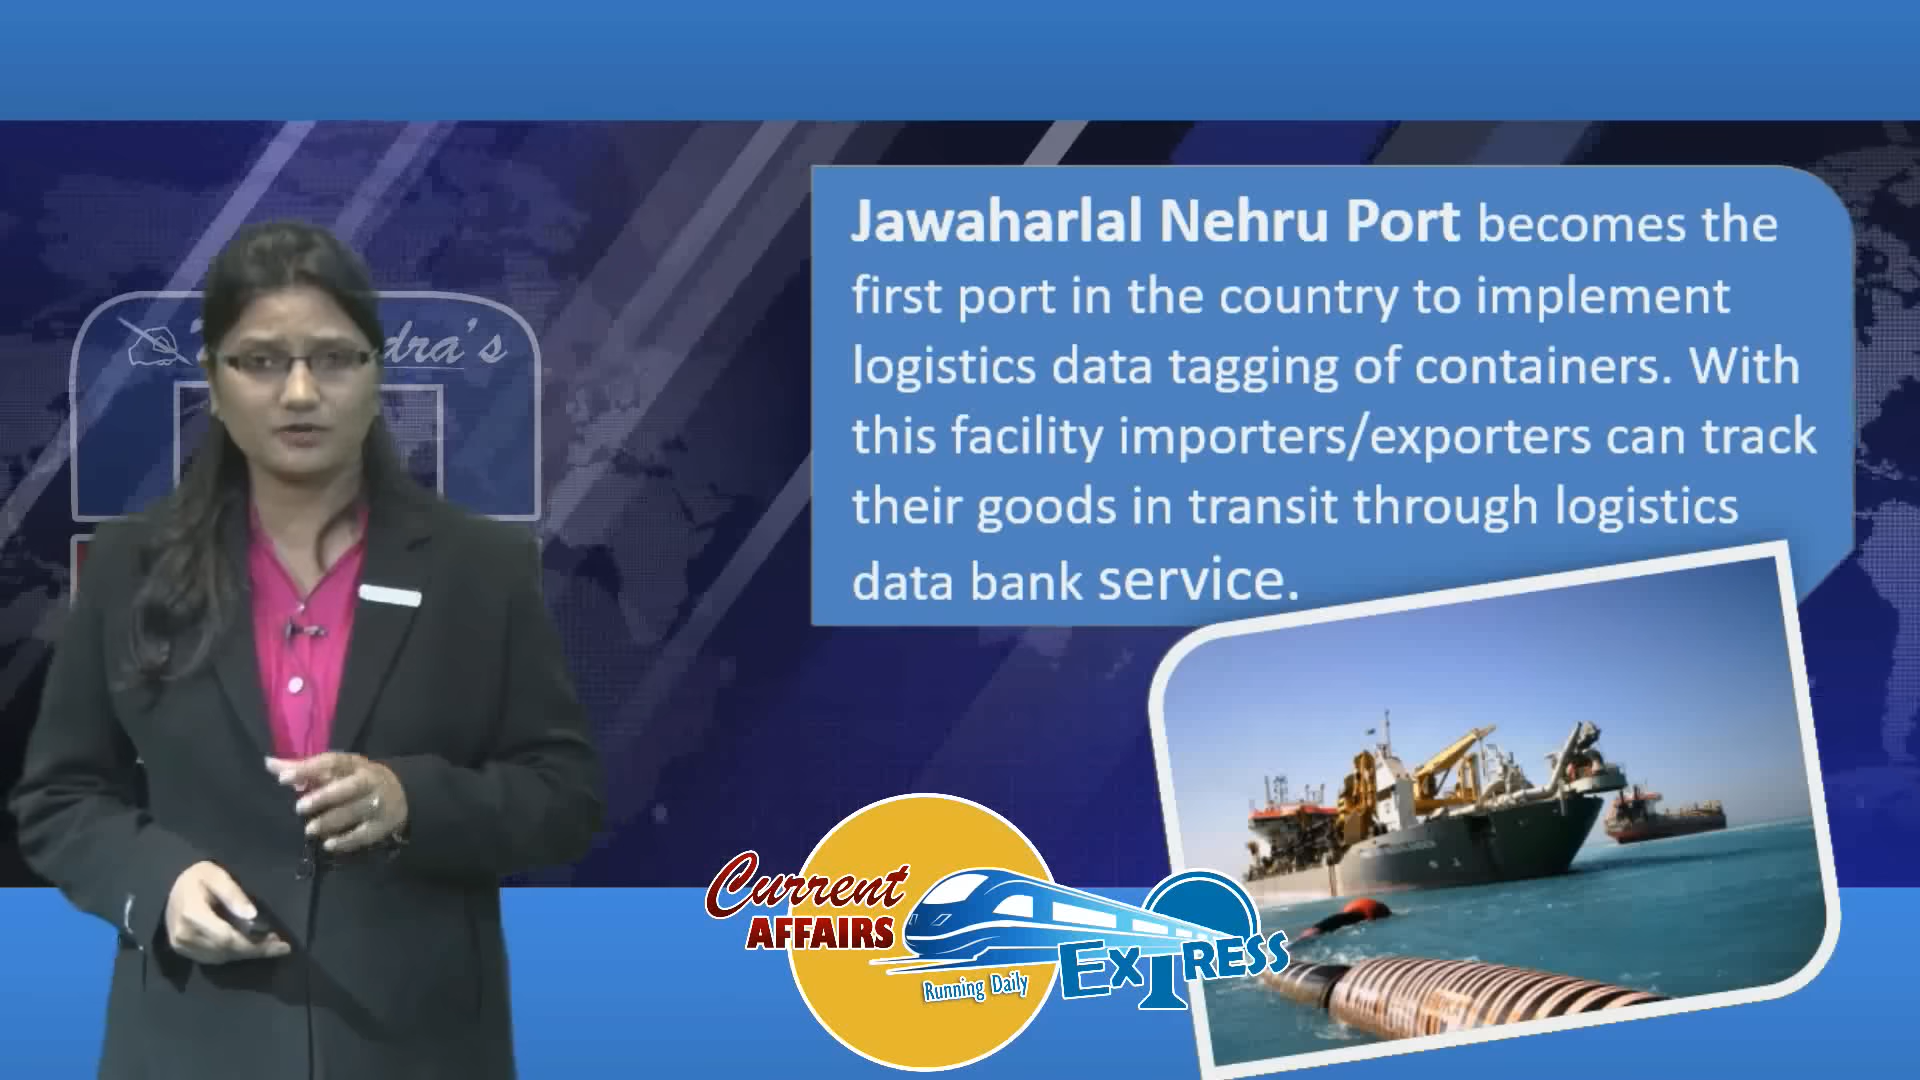 Jawaharlal Nehru Port becomes the
first port in the country to implement
logistics data tagging of containers. With
this facility importers/exporters can track
their goods in transit through logistics
data bank service.
Current
AFFAIRS
EXPRESS
Running Daily